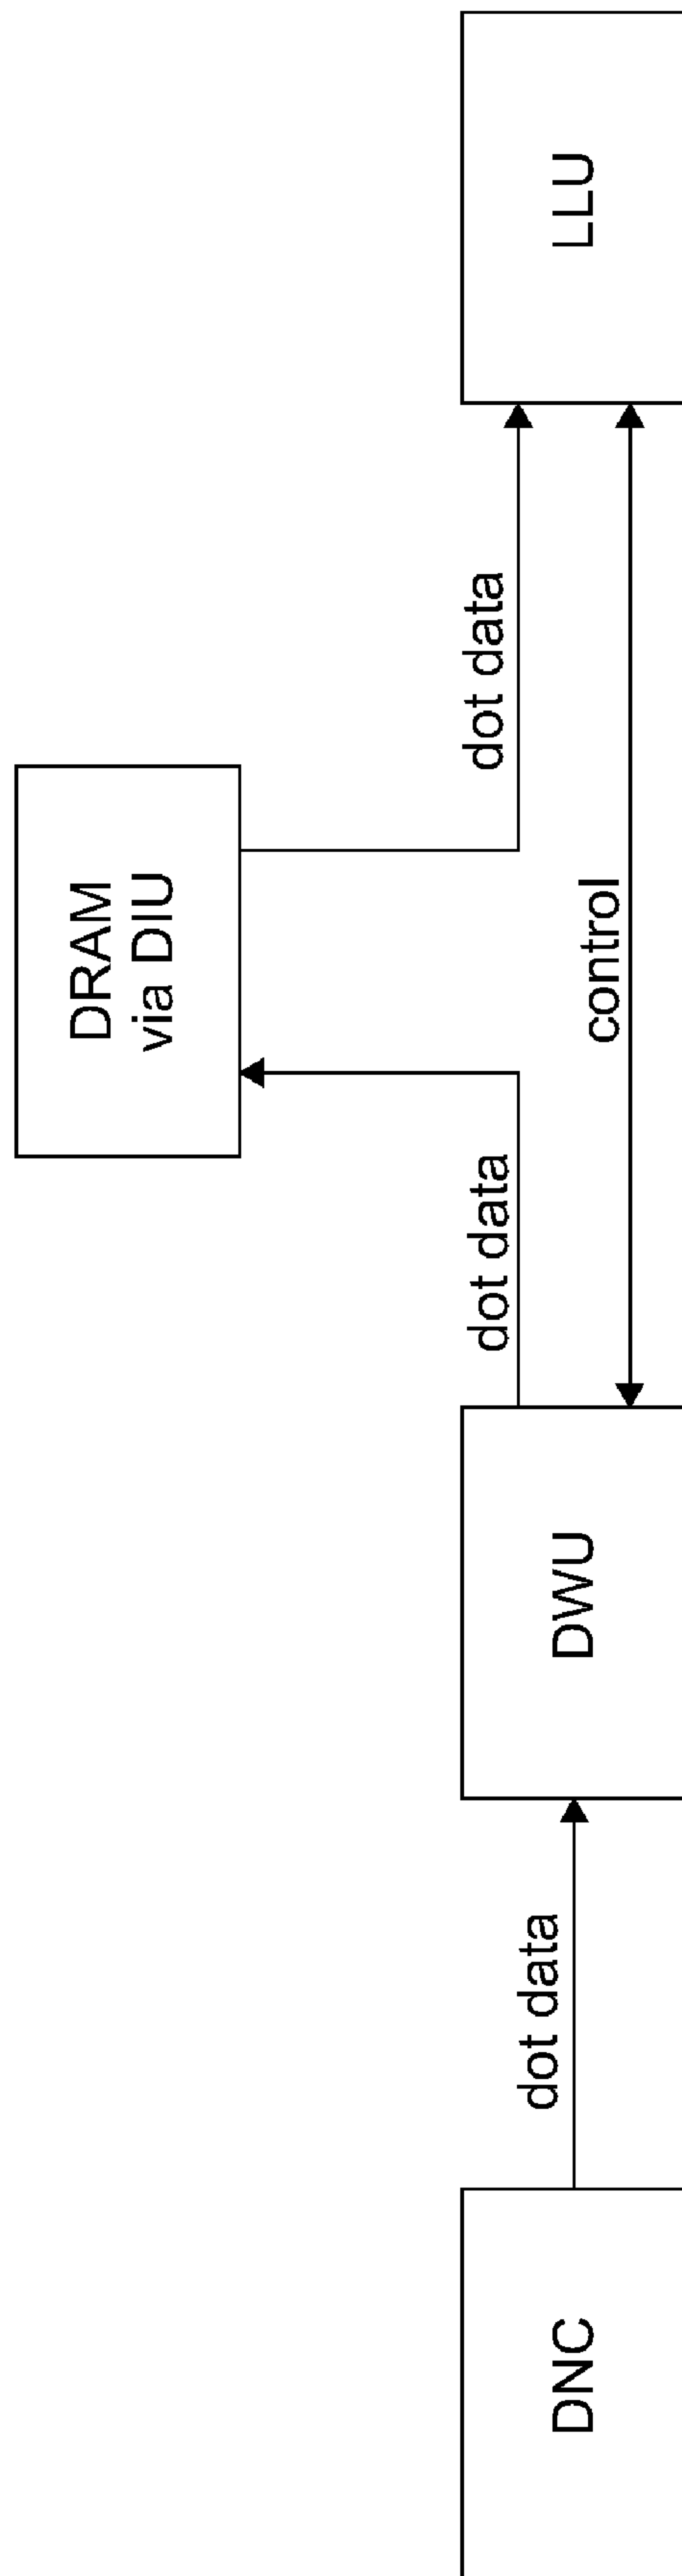 DRAM
via DIU
dot data
dot data
dot data
DNC
DWU
LLU
control